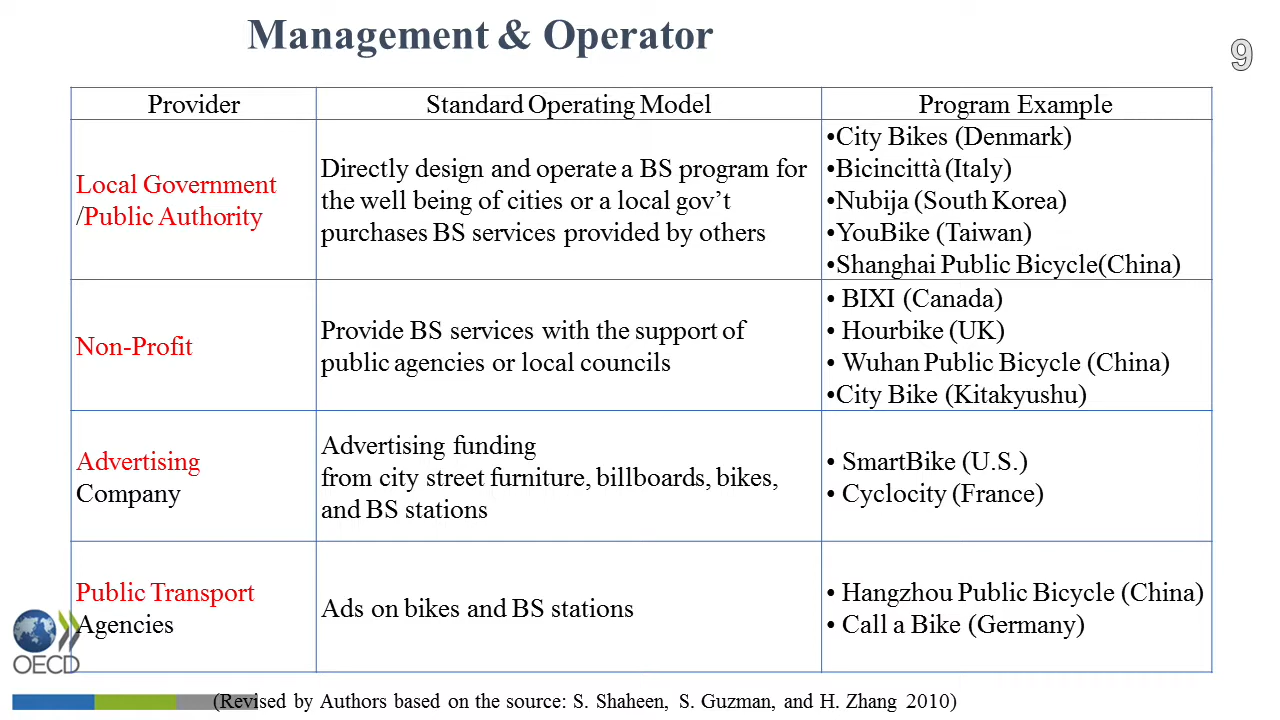 Management & Operator
9
Provider
Standard Operating Model
Program Example
Local Government
/Public Authority
Directly design and operate a BS program for
the well being of cities or a local gov’t
purchases BS services provided by others
•City Bikes (Denmark)
•Bicincittà (Italy)
•Nubija (South Korea)
•YouBike (Taiwan)
•Shanghai Public Bicycle(China)
Non-Profit
Provide BS services with the support of
public agencies or local councils
• BIXI (Canada)
• Hourbike (UK)
• Wuhan Public Bicycle (China)
•City Bike (Kitakyushu)
Advertising
Company
Advertising funding
from city street furniture, billboards, bikes,
and BS stations
• SmartBike (U.S.)
• Cyclocity (France)
Public Transport
Agencies
Ads on bikes and BS stations
• Hangzhou Public Bicycle (China)
• Call a Bike (Germany)
OECD
(Revised by Authors based on the source: S. Shaheen, S. Guzman, and H. Zhang 2010)